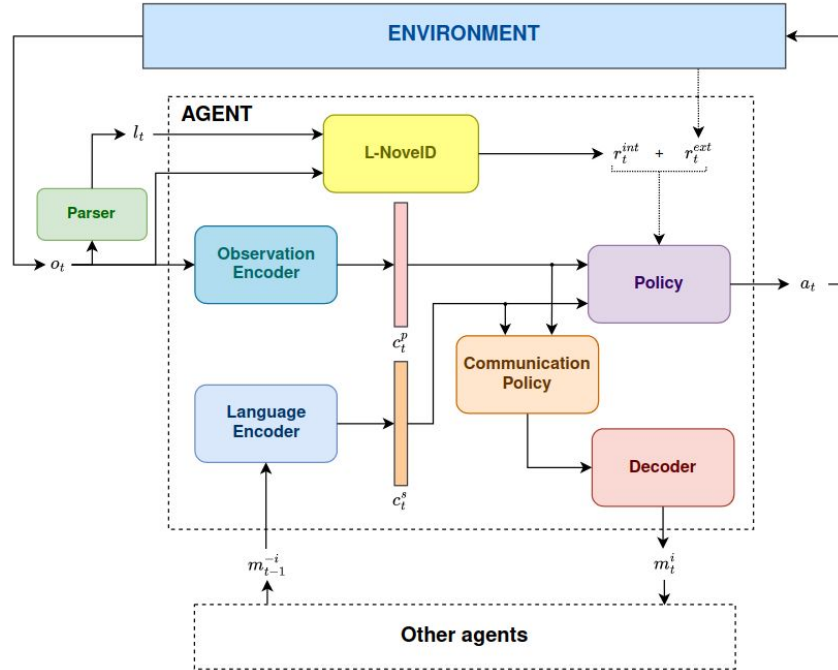 ENVIRONMENT
AGENT
l_t
L-NovelD
r_t^{int} + r_t^{ext}
Parser
o_t
Observation
Encoder
Policy
a_t
c_t^p
Communication
Policy
Language
Encoder
Decoder
c_t^s
m_{t-1}^{-i}
m_t^i
Other agents